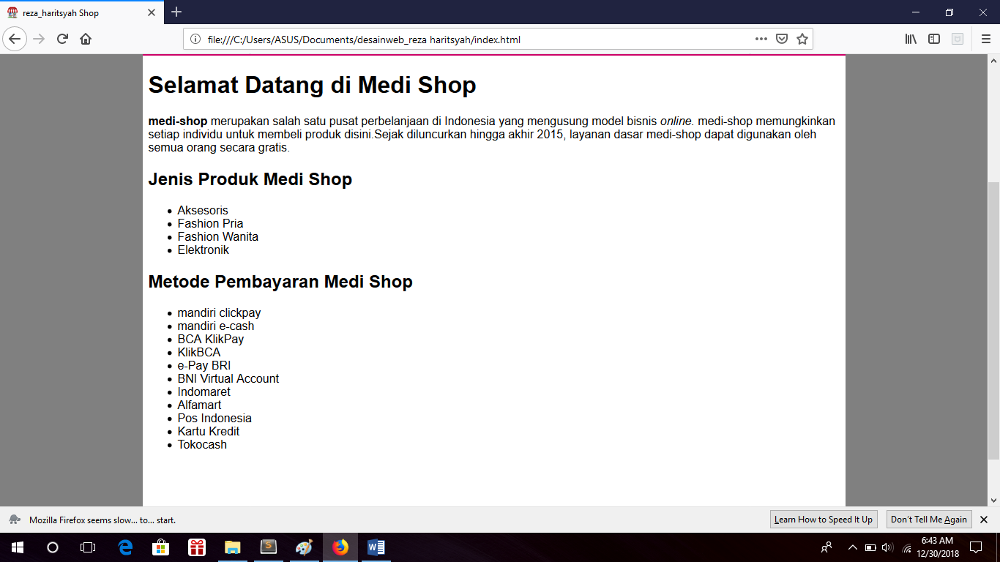 reza_haritsyah Shop
file:///C:/Users/ASUS/Documents/desainweb_reza haritsyah/index.html
Selamat Datang di Medi Shop
medi-shop merupakan salah satu pusat perbelanjaan di Indonesia yang mengusung model bisnis online. medi-shop memungkinkan
setiap individu untuk membeli produk disini.Sejak diluncurkan hingga akhir 2015, layanan dasar medi-shop dapat digunakan oleh
semua orang secara gratis.
Jenis Produk Medi Shop
Aksesoris
Fashion Pria
Fashion Wanita
Elektronik
Metode Pembayaran Medi Shop
mandiri clickpay
mandiri e-cash
BCA KlikPay
KlikBCA
e-Pay BRI
BNI Virtual Account
Indomaret
Alfamart
Pos Indonesia
Kartu Kredit
Tokocash
Mozilla Firefox seems slow... to... start.
Learn How to Speed It Up
Don't Tell Me Again
6:43 AM
12/30/2018